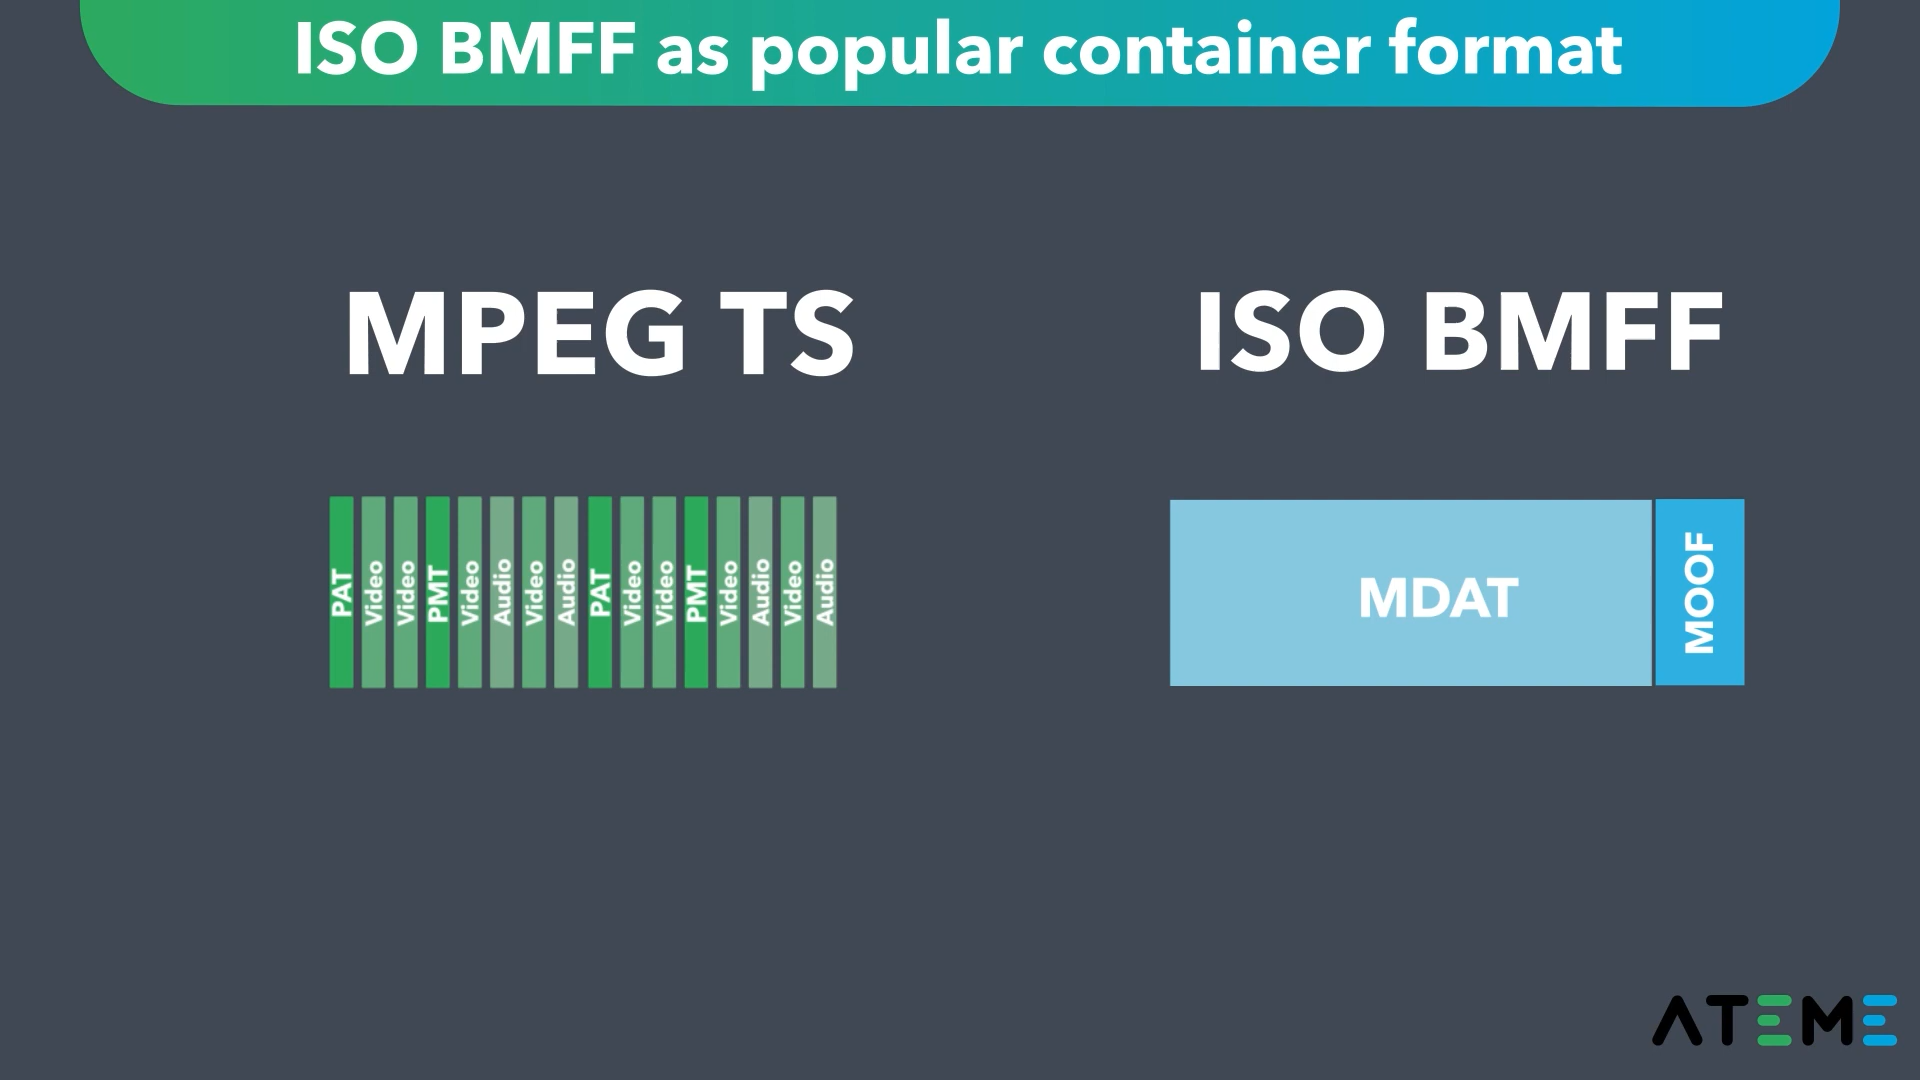 ISO BMFF as popular container format
MPEG TS
ISO BMFF
PAT
Video
Video
PMT
Video
Audio
Video
Audio
PAT
Video
Video
PMT
Video
Audio
Video
Audio
MDAT
MOOF
ATEME